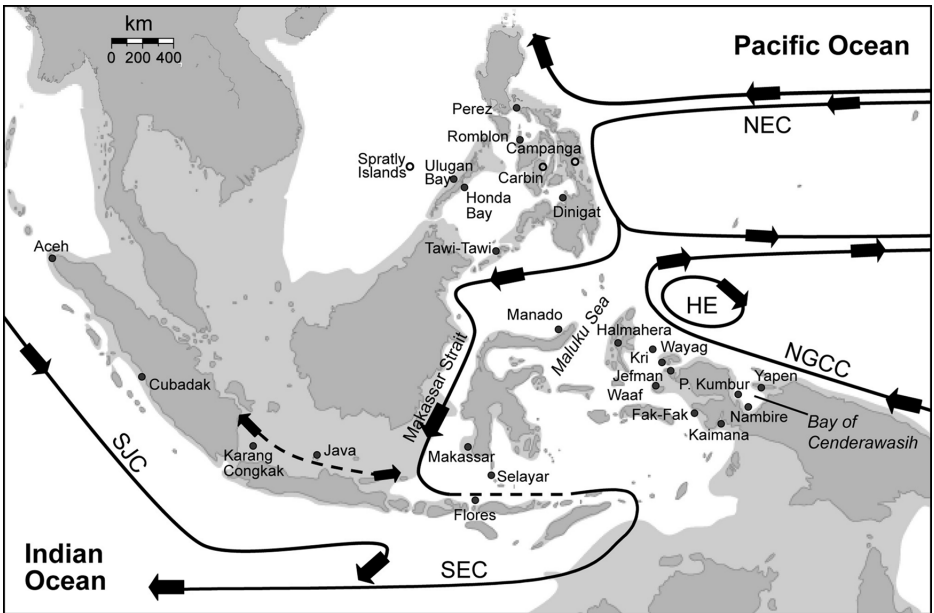 km
0 200 400
Pacific Ocean
NEC
Perez
Romblon
Campanga
Spratly
Islands
Ulugan
Bay
Carbin
Honda
Bay
Dinigat
Aceh
Tawi-Tawi
HE
Manado
Maluku Sea
Halmahera
Kri
Wayag
NGCC
Makassar Strait
Jefman
P. Kumbur
Yapen
Cubadak
Waaf
Fak-Fak
Nambire
Bay of
Cenderawasih
Kaimana
SJC
Karang
Congkak
Java
Makassar
Selayar
Flores
Indian
Ocean
SEC